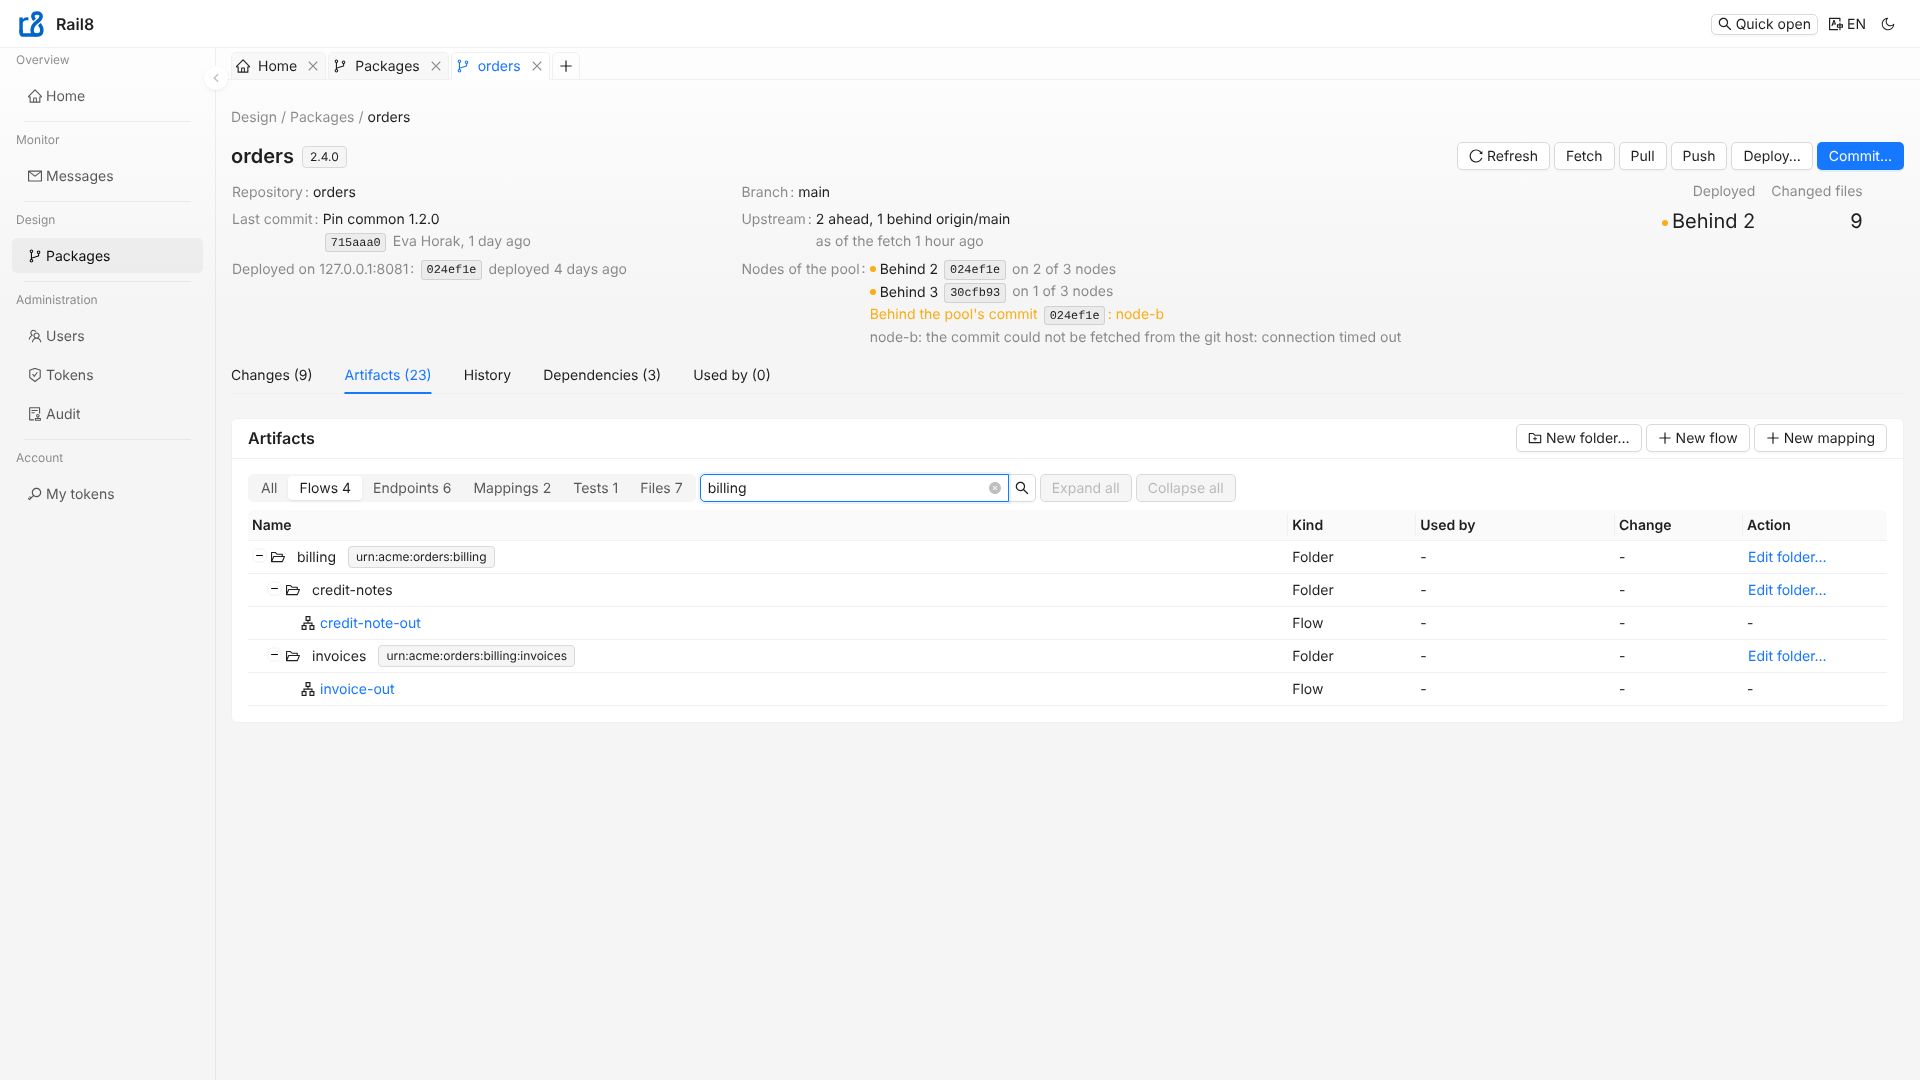 Rail8
Quick open
EN
Overview
Home
Monitor
Messages
Design
Packages
Administration
Users
Tokens
Audit
Account
My tokens
Home
Packages
orders
Design / Packages / orders
orders 2.4.0
Refresh
Fetch
Pull
Push
Deploy...
Commit...
Repository: orders
Branch: main
Deployed
Behind 2
Changed files
9
Last commit: Pin common 1.2.0
715aaa0 Eva Horak, 1 day ago
Upstream: 2 ahead, 1 behind origin/main
as of the fetch 1 hour ago
Deployed on 127.0.0.1:8081: 024ef1e deployed 4 days ago
Nodes of the pool: Behind 2 024ef1e on 2 of 3 nodes
Behind 3 30cfb93 on 1 of 3 nodes
Behind the pool's commit 024ef1e : node-b
node-b: the commit could not be fetched from the git host: connection timed out
Changes (9)
Artifacts (23)
History
Dependencies (3)
Used by (0)
Artifacts
New folder...
New flow
New mapping
All
Flows 4
Endpoints 6
Mappings 2
Tests 1
Files 7
billing
Expand all
Collapse all
Name Kind Used by Change Action
billing urn:acme:orders:billing Folder - - Edit folder...
credit-notes Folder - - Edit folder...
credit-note-out Flow - - -
invoices urn:acme:orders:billing:invoices Folder - - Edit folder...
invoice-out Flow - - -